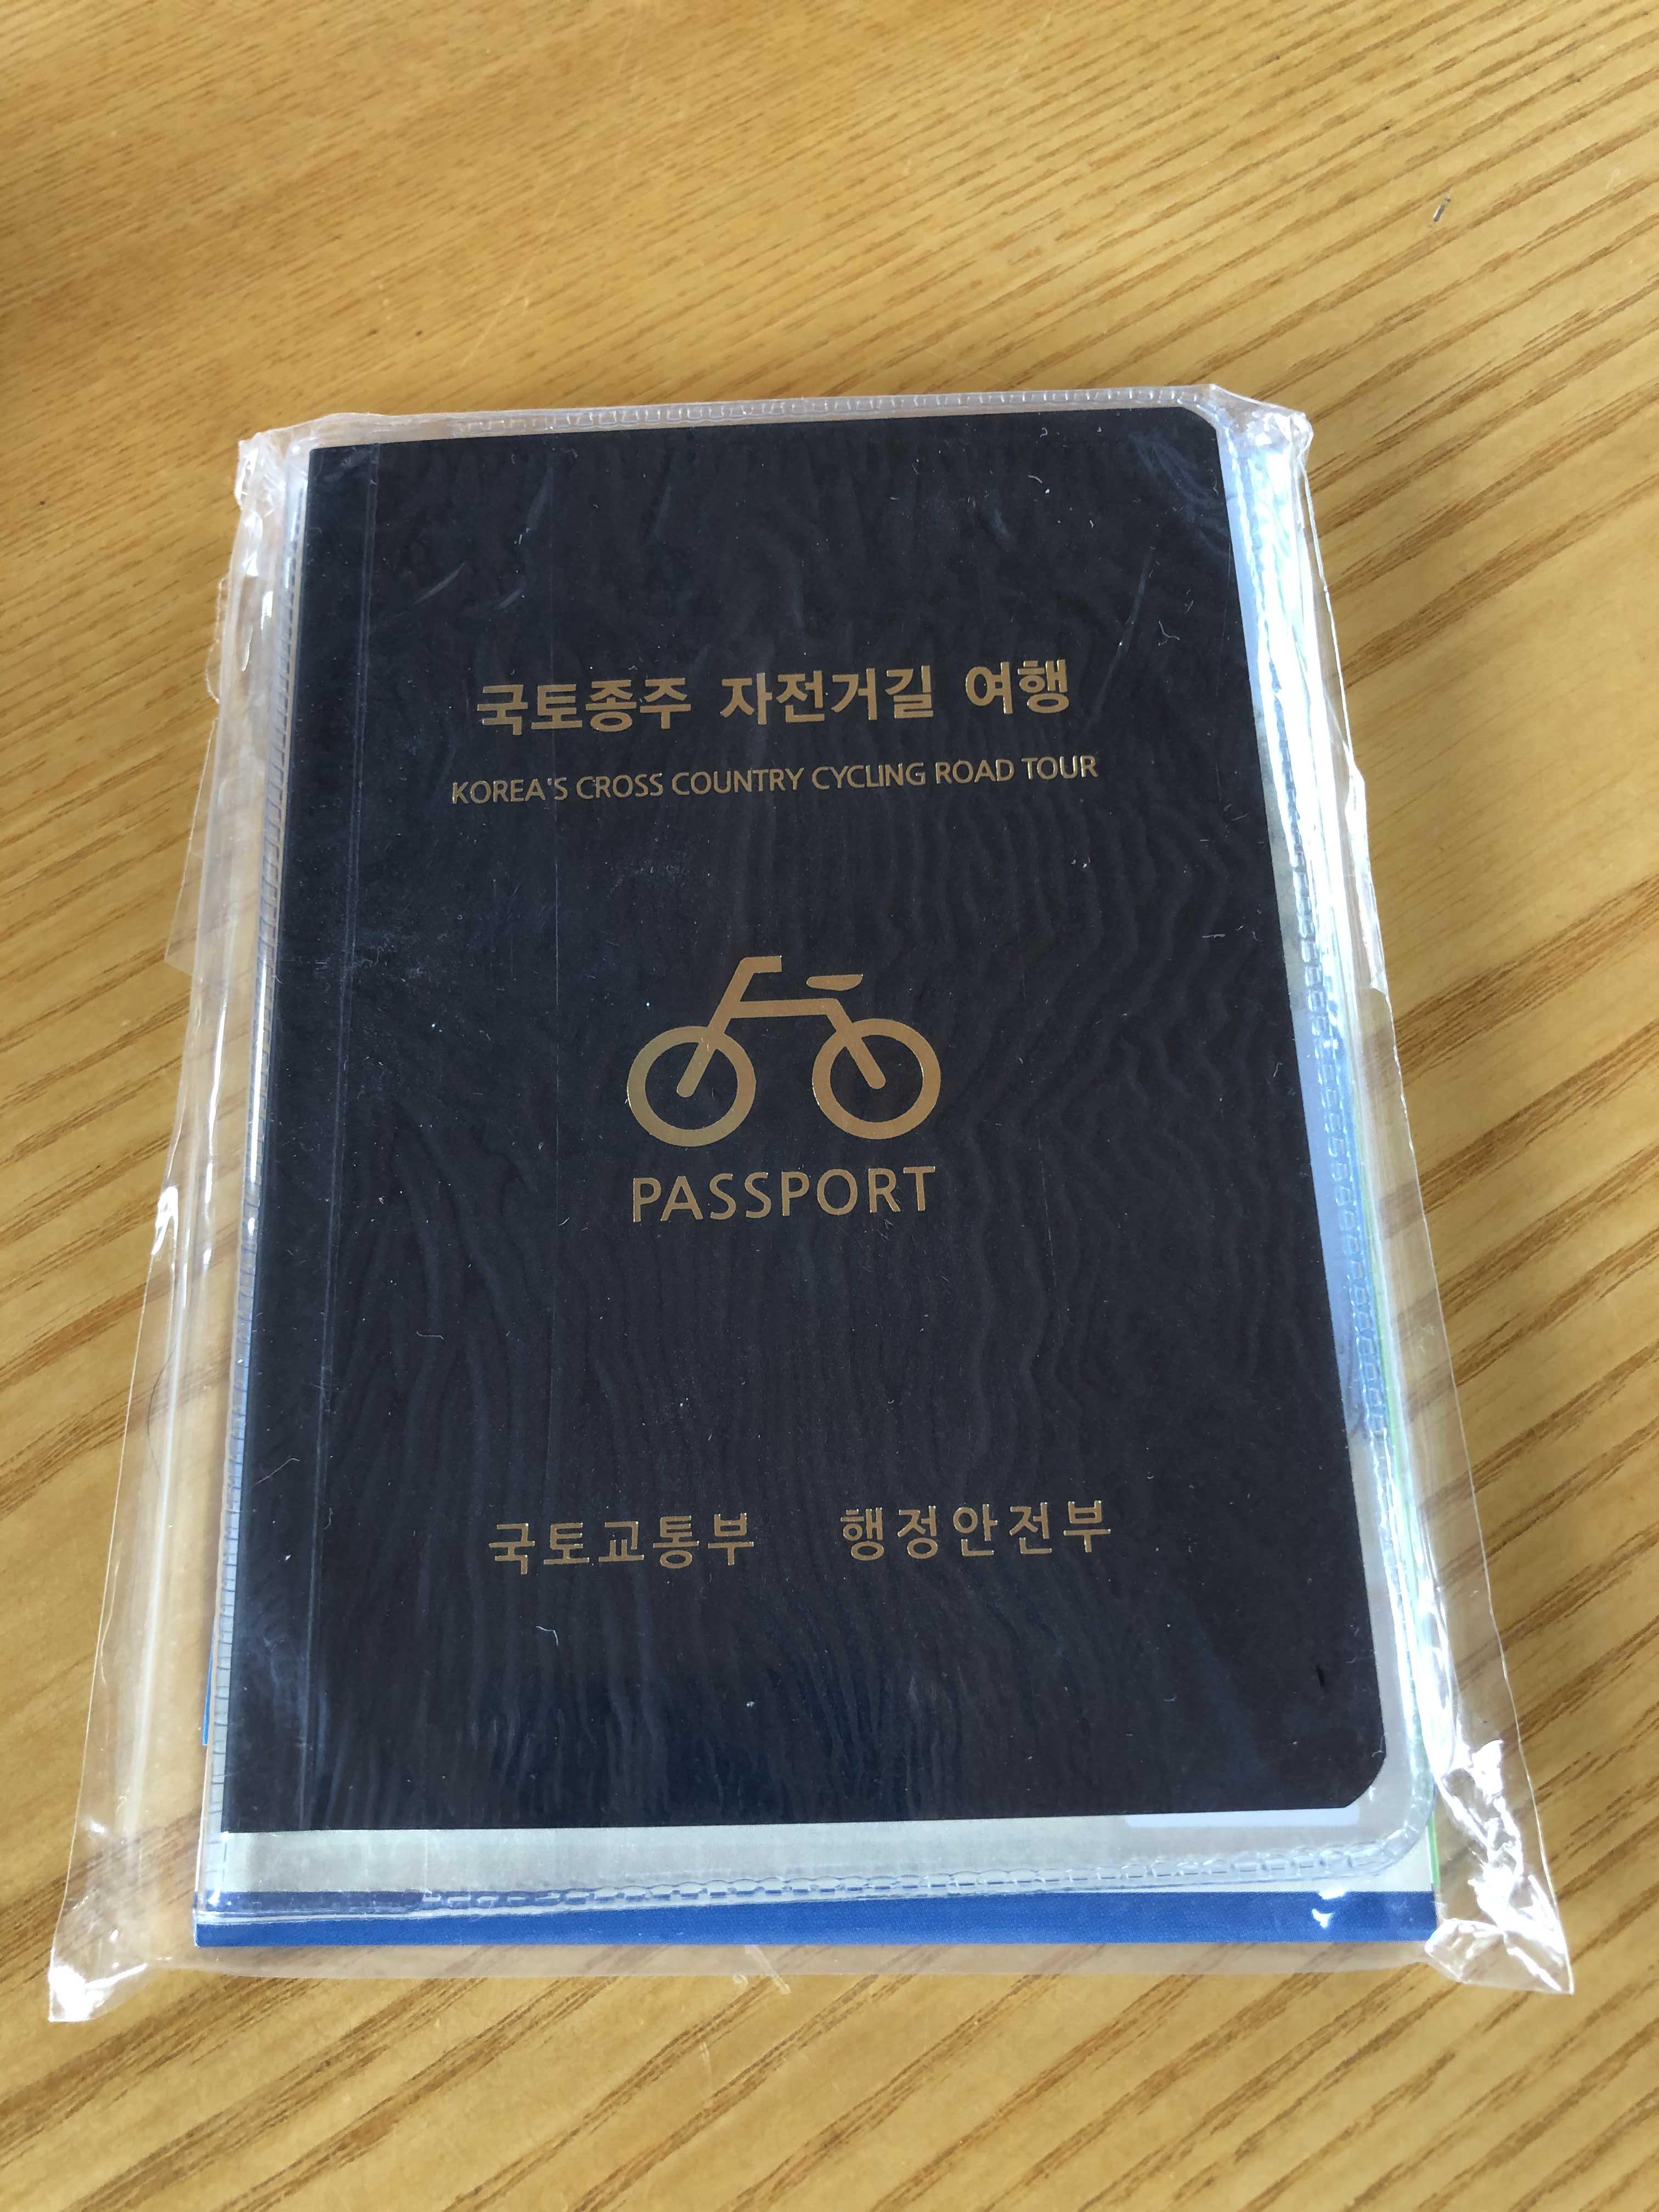 국토종주 자전거길 여행
KOREA'S CROSS COUNTRY CYCLING ROAD TOUR
PASSPORT
국토교통부 행정안전부